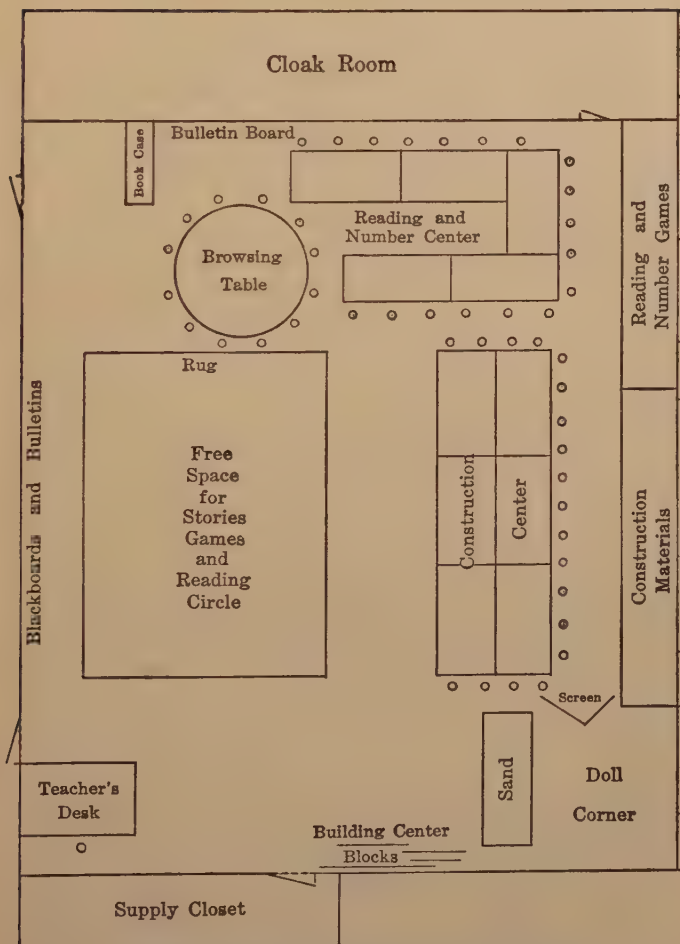 Cloak Room
Book Case
Bulletin Board
Reading and
Number Center
Reading and
Number Games
Browsing
Table
Rug
Blackboards and Bulletins
Free
Space
for
Stories
Games
and
Reading
Circle
Construction
Center
Construction
Materials
Screen
Teacher's
Desk
Sand
Doll
Corner
Building Center
Blocks
Supply Closet